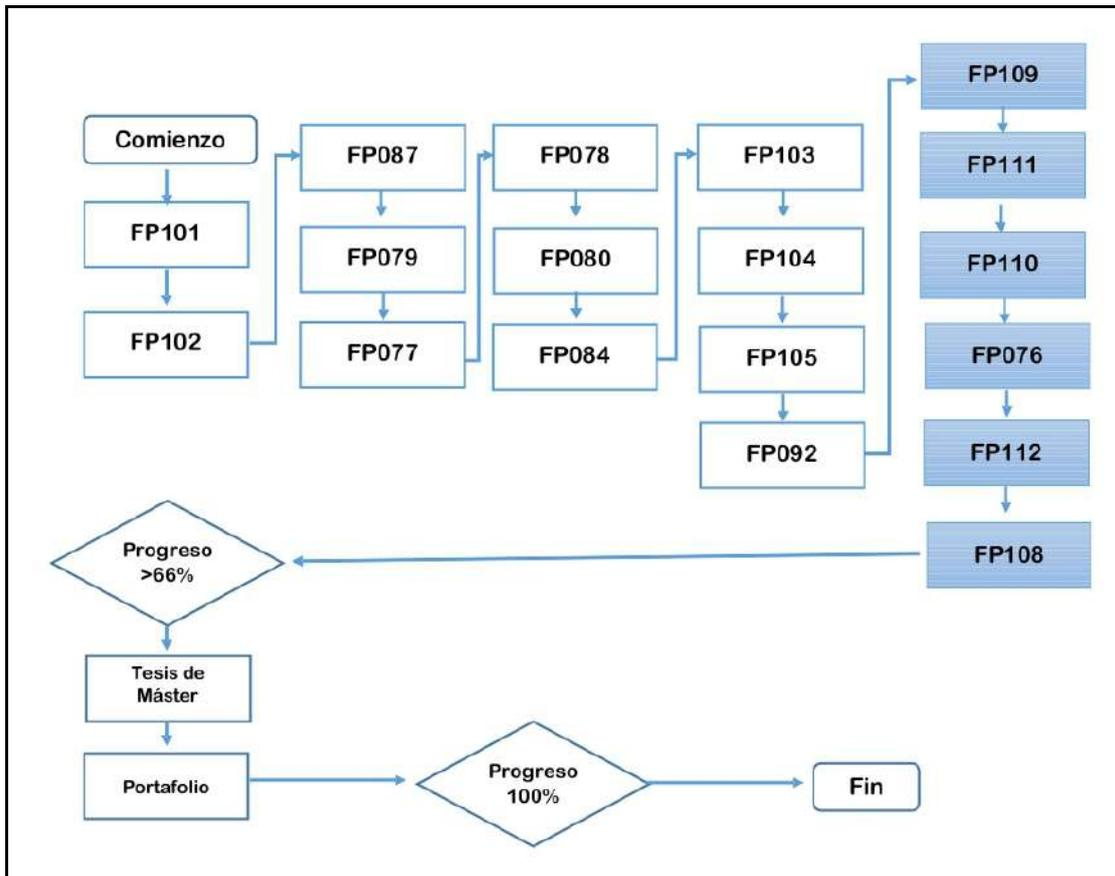 Comienzo
FP101
FP102
FP087
FP079
FP077
FP078
FP080
FP084
FP103
FP104
FP105
FP092
FP109
FP111
FP110
FP076
FP112
FP108
Progreso
>66%
Tesis de
Máster
Portafolio
Progreso
100%
Fin